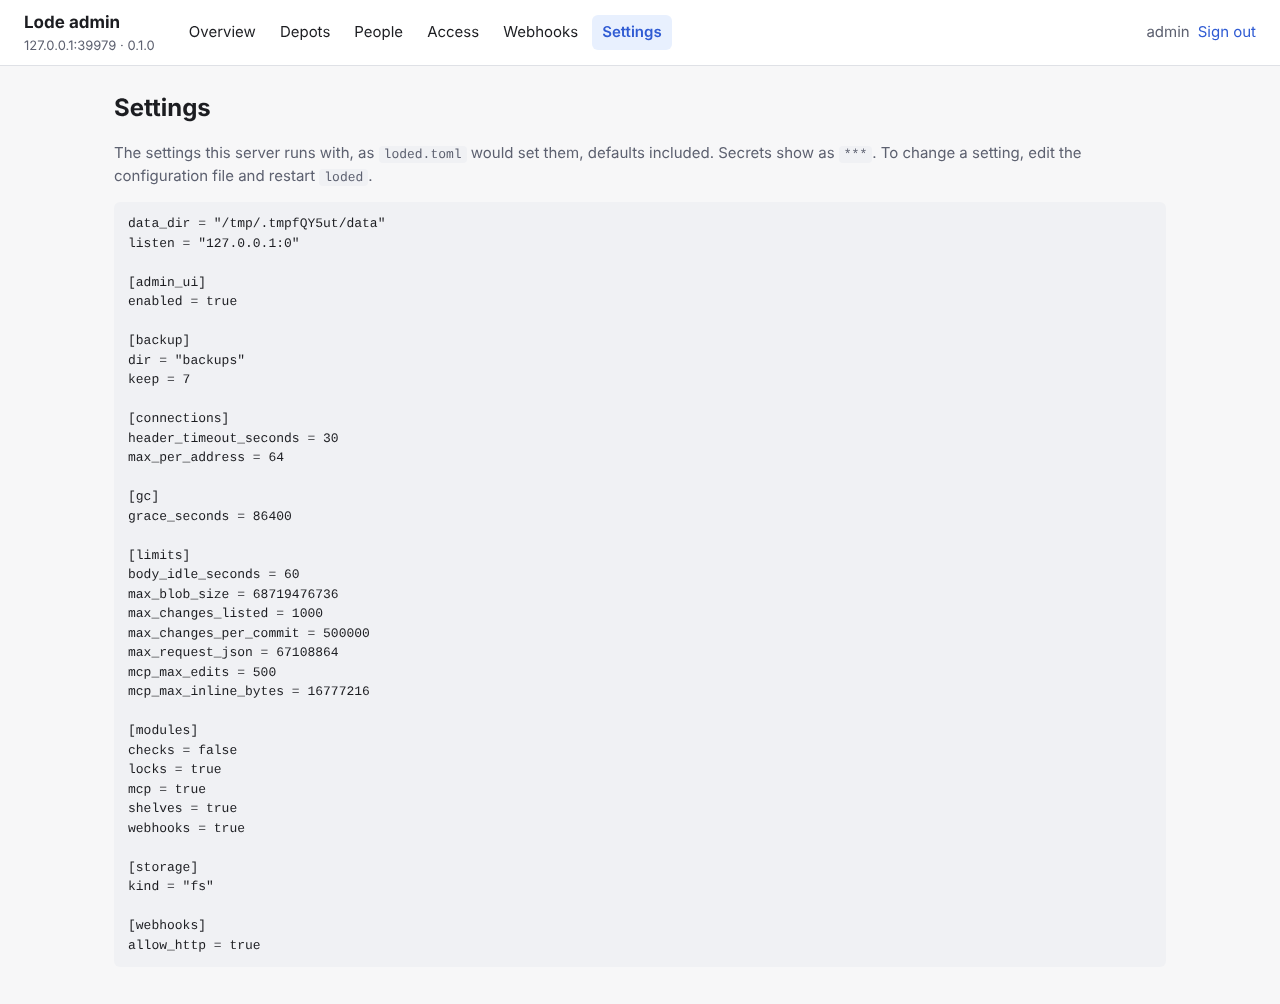 Lode admin
127.0.0.1:39979 · 0.1.0
Overview Depots People Access Webhooks Settings
admin Sign out
Settings
The settings this server runs with, as loded.toml would set them, defaults included. Secrets show as ***. To change a setting, edit the
configuration file and restart loded.
data_dir = "/tmp/.tmpfQY5ut/data"
listen = "127.0.0.1:0"
[admin_ui]
enabled = true
[backup]
dir = "backups"
keep = 7
[connections]
header_timeout_seconds = 30
max_per_address = 64
[gc]
grace_seconds = 86400
[limits]
body_idle_seconds = 60
max_blob_size = 68719476736
max_changes_listed = 1000
max_changes_per_commit = 500000
max_request_json = 67108864
mcp_max_edits = 500
mcp_max_inline_bytes = 16777216
[modules]
checks = false
locks = true
mcp = true
shelves = true
webhooks = true
[storage]
kind = "fs"
[webhooks]
allow_http = true